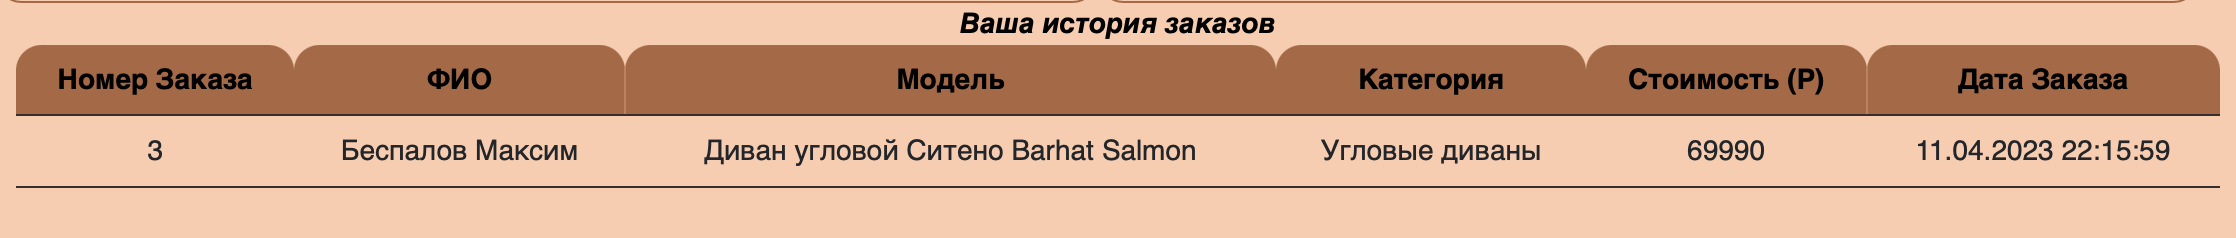 Ваша история заказов
Номер Заказа ФИО Модель Категория Стоимость (Р) Дата Заказа
3 Беспалов Максим Диван угловой Ситено Barhat Salmon Угловые диваны 69990 11.04.2023 22:15:59